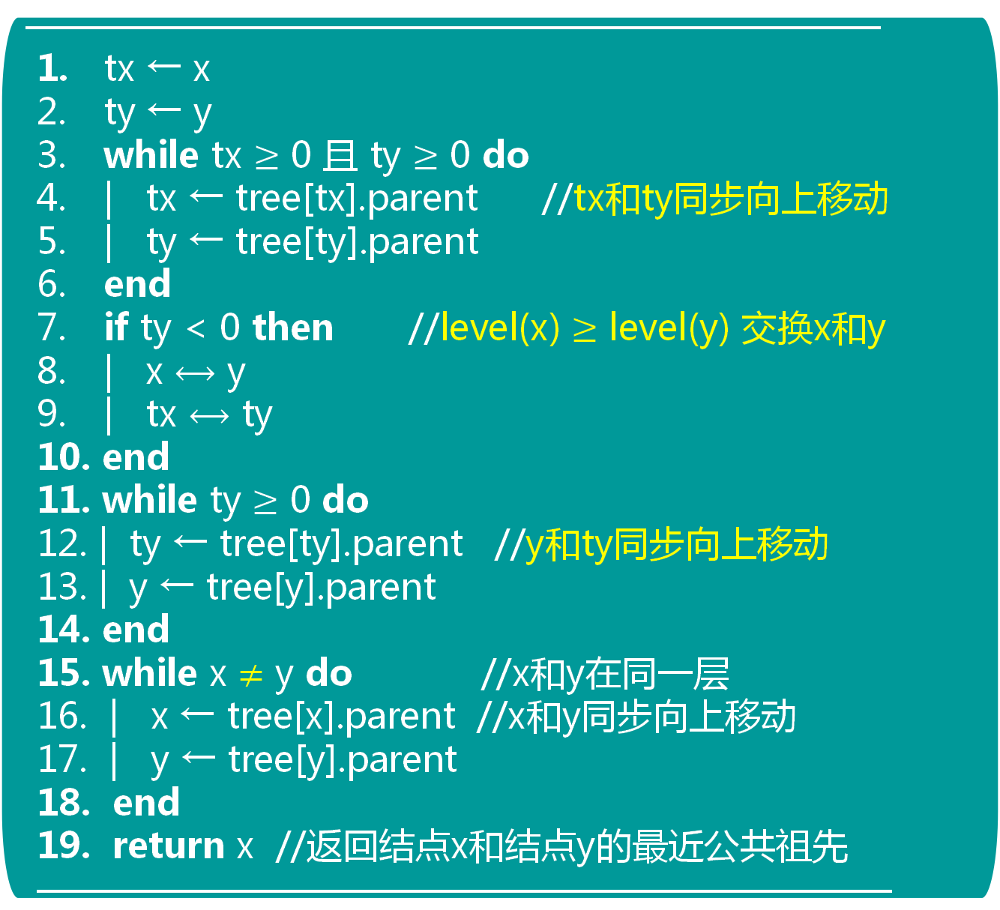 1. tx ← x
2. ty ← y
3. while tx ≥ 0 且 ty ≥ 0 do
4. | tx ← tree[tx].parent //tx和ty同步向上移动
5. | ty ← tree[ty].parent
6. end
7. if ty < 0 then //level(x) ≥ level(y) 交换x和y
8. | x ↔ y
9. | tx ↔ ty
10. end
11. while ty ≥ 0 do
12. | ty ← tree[ty].parent //y和ty同步向上移动
13. | y ← tree[y].parent
14. end
15. while x ≠ y do //x和y在同一层
16. | x ← tree[x].parent //x和y同步向上移动
17. | y ← tree[y].parent
18. end
19. return x //返回结点x和结点y的最近公共祖先